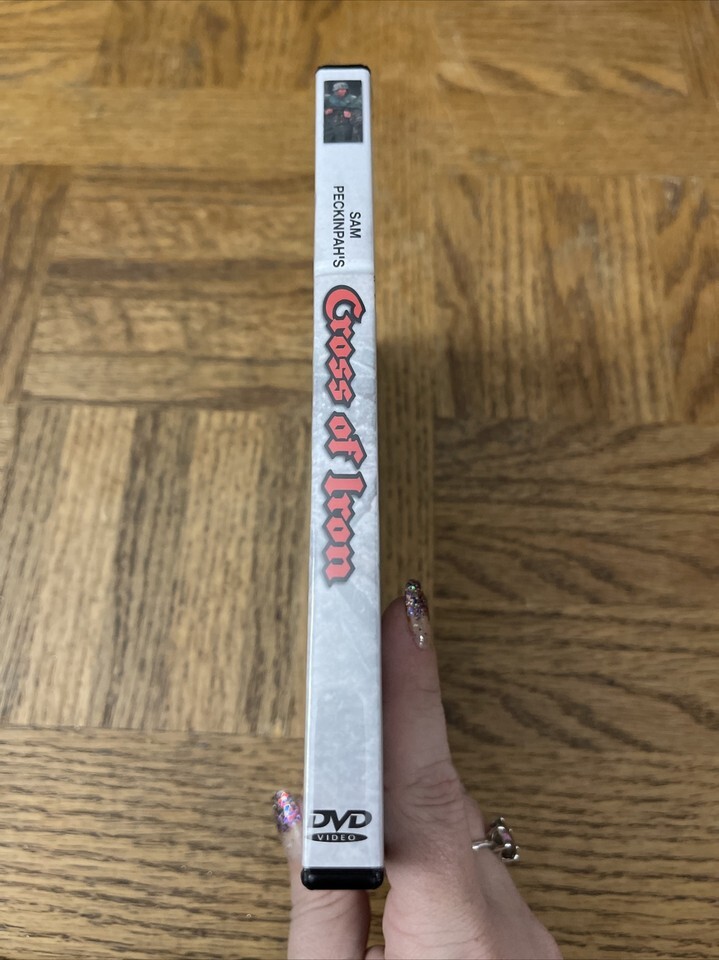 SAM
PECKINPAH'S
Cross of Iron
DVD
VIDEO